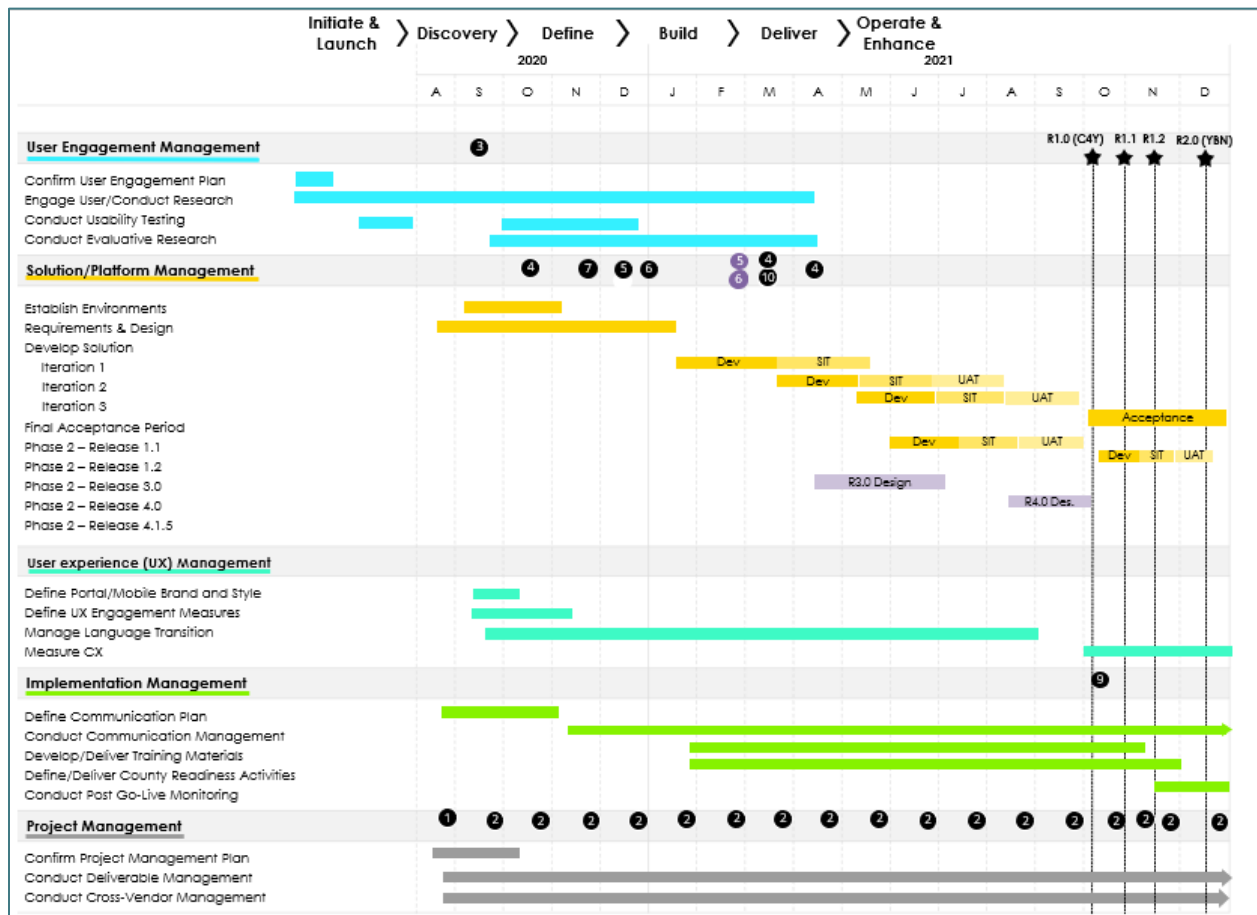 Initiate & Launch > Discovery > Define > Build > Deliver > Operate & Enhance
2020 2021
A S O N D J F M A M J J A S O N D
R1.0 (C4Y) R1.1 R1.2 R2.0 (YBN)
User Engagement Management 3
Confirm User Engagement Plan
Engage User/Conduct Research
Conduct Usability Testing
Conduct Evaluative Research
Solution/Platform Management 4 7 5 6 5 6 4 10 4
Establish Environments
Requirements & Design
Develop Solution
Iteration 1 Dev SIT
Iteration 2 Dev SIT UAT
Iteration 3 Dev SIT UAT
Final Acceptance Period Acceptance
Phase 2 – Release 1.1 Dev SIT UAT
Phase 2 – Release 1.2 Dev SIT UAT
Phase 2 – Release 3.0 R3.0 Design
Phase 2 – Release 4.0 R4.0 Des.
Phase 2 – Release 4.1.5
User experience (UX) Management
Define Portal/Mobile Brand and Style
Define UX Engagement Measures
Manage Language Transition
Measure CX
Implementation Management 9
Define Communication Plan
Conduct Communication Management
Develop/Deliver Training Materials
Define/Deliver County Readiness Activities
Conduct Post Go-Live Monitoring
Project Management 1 2 2 2 2 2 2 2 2 2 2 2 2 2 2 2 2 2
Confirm Project Management Plan
Conduct Deliverable Management
Conduct Cross-Vendor Management